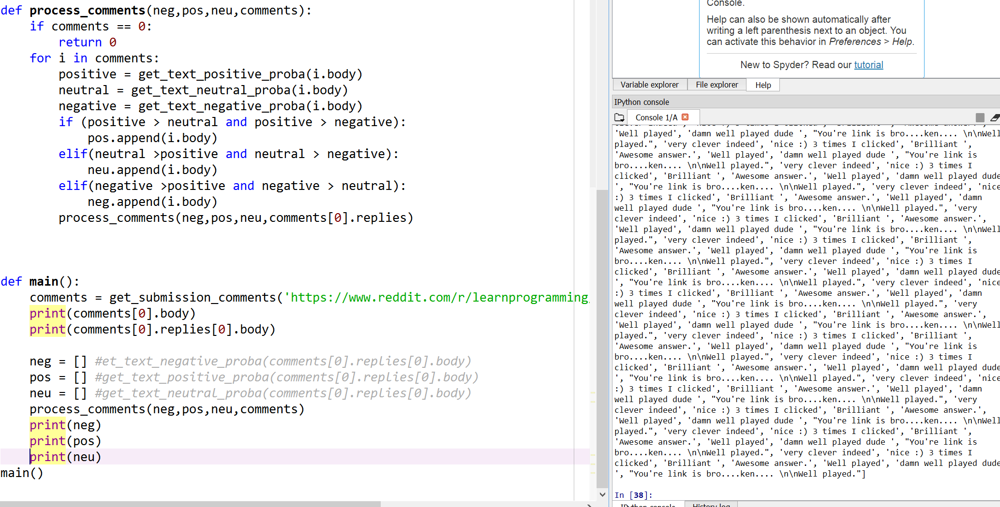 def process_comments(neg,pos,neu,comments):
    if comments == 0:
        return 0
    for i in comments:
        positive = get_text_positive_proba(i.body)
        neutral = get_text_neutral_proba(i.body)
        negative = get_text_negative_proba(i.body)
        if (positive > neutral and positive > negative):
            pos.append(i.body)
        elif(neutral >positive and neutral > negative):
            neu.append(i.body)
        elif(negative >positive and negative > neutral):
            neg.append(i.body)
        process_comments(neg,pos,neu,comments[0].replies)
def main():
    comments = get_submission_comments('https://www.reddit.com/r/learnprogramming
    print(comments[0].body)
    print(comments[0].replies[0].body)
    neg = [] #et_text_negative_proba(comments[0].replies[0].body)
    pos = [] #get_text_positive_proba(comments[0].replies[0].body)
    neu = [] #get_text_neutral_proba(comments[0].replies[0].body)
    process_comments(neg,pos,neu,comments)
    print(neg)
    print(pos)
    print(neu)
main()
Console.
Help can also be shown automatically after
writing a left parenthesis next to an object. You
can activate this behavior in Preferences > Help.
New to Spyder? Read our tutorial
Variable explorer File explorer Help
IPython console
Console 1/A
'Well played', 'damn well played dude ', "You're link is bro....ken.... \n\nWell
played.", 'very clever indeed', 'nice :) 3 times I clicked', 'Brilliant ',
'Awesome answer.', 'Well played', 'damn well played dude ', "You're link is
bro....ken.... \n\nWell played.", 'very clever indeed', 'nice :) 3 times I
clicked', 'Brilliant ', 'Awesome answer.', 'Well played', 'damn well played dude
', "You're link is bro....ken.... \n\nWell played.", 'very clever indeed', 'nice
:) 3 times I clicked', 'Brilliant ', 'Awesome answer.', 'Well played', 'damn
well played dude ', "You're link is bro....ken.... \n\nWell played.", 'very
clever indeed', 'nice :) 3 times I clicked', 'Brilliant ', 'Awesome answer.',
'Well played', 'damn well played dude ', "You're link is bro....ken.... \n\nWell
played.", 'very clever indeed', 'nice :) 3 times I clicked', 'Brilliant ',
'Awesome answer.', 'Well played', 'damn well played dude ', "You're link is
bro....ken.... \n\nWell played.", 'very clever indeed', 'nice :) 3 times I
clicked', 'Brilliant ', 'Awesome answer.', 'Well played', 'damn well played dude
', "You're link is bro....ken.... \n\nWell played.", 'very clever indeed', 'nice
:) 3 times I clicked', 'Brilliant ', 'Awesome answer.', 'Well played', 'damn
well played dude ', "You're link is bro....ken.... \n\nWell played.", 'very
clever indeed', 'nice :) 3 times I clicked', 'Brilliant ', 'Awesome answer.',
'Well played', 'damn well played dude ', "You're link is bro....ken.... \n\nWell
played.", 'very clever indeed', 'nice :) 3 times I clicked', 'Brilliant ',
'Awesome answer.', 'Well played', 'damn well played dude ', "You're link is
bro....ken.... \n\nWell played.", 'very clever indeed', 'nice :) 3 times I
clicked', 'Brilliant ', 'Awesome answer.', 'Well played', 'damn well played dude
', "You're link is bro....ken.... \n\nWell played.", 'very clever indeed', 'nice
:) 3 times I clicked', 'Brilliant ', 'Awesome answer.', 'Well played', 'damn
well played dude ', "You're link is bro....ken.... \n\nWell played.", 'very
clever indeed', 'nice :) 3 times I clicked', 'Brilliant ', 'Awesome answer.',
'Well played', 'damn well played dude ', "You're link is bro....ken.... \n\nWell
played.", 'very clever indeed', 'nice :) 3 times I clicked', 'Brilliant ',
'Awesome answer.', 'Well played', 'damn well played dude ', "You're link is
bro....ken.... \n\nWell played.", 'very clever indeed', 'nice :) 3 times I
clicked', 'Brilliant ', 'Awesome answer.', 'Well played', 'damn well played dude
', "You're link is bro....ken.... \n\nWell played."]
In [38]:
IPython console History log